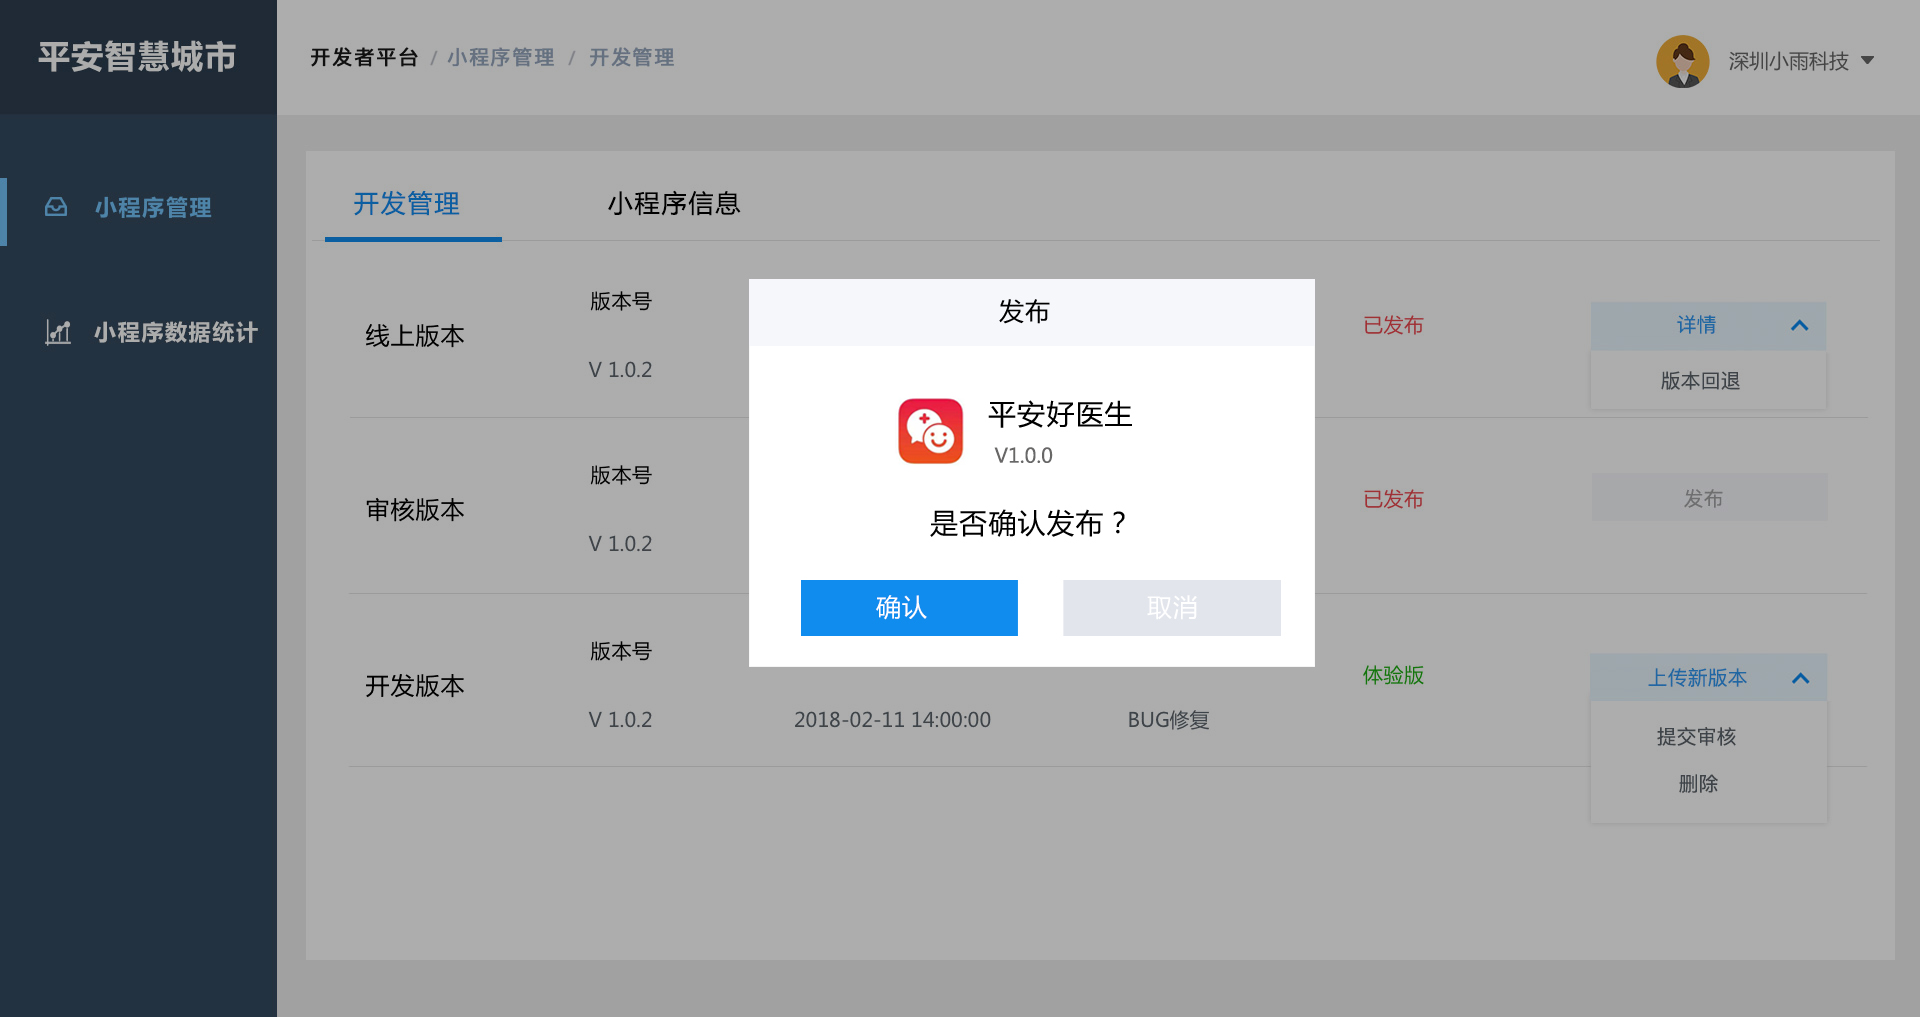 平安智慧城市
开发者平台 / 小程序管理 / 开发管理
深圳小雨科技
小程序管理
小程序数据统计
开发管理
小程序信息
线上版本
版本号
V 1.0.2
已发布
详情
版本回退
审核版本
版本号
V 1.0.2
已发布
发布
开发版本
版本号
V 1.0.2
2018-02-11 14:00:00
BUG修复
体验版
上传新版本
提交审核
删除
发布
平安好医生
V1.0.0
是否确认发布？
确认
取消